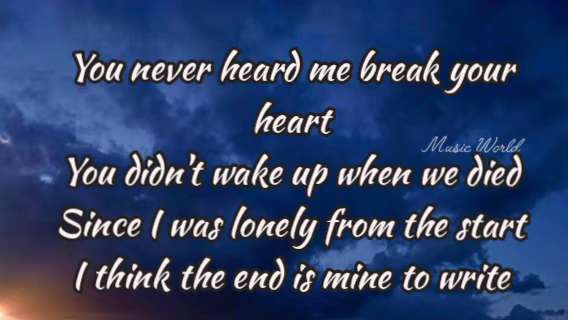 You never heard me break your
heart
Music World
You didn't wake up when we died
Since I was lonely from the start
I think the end is mine to write